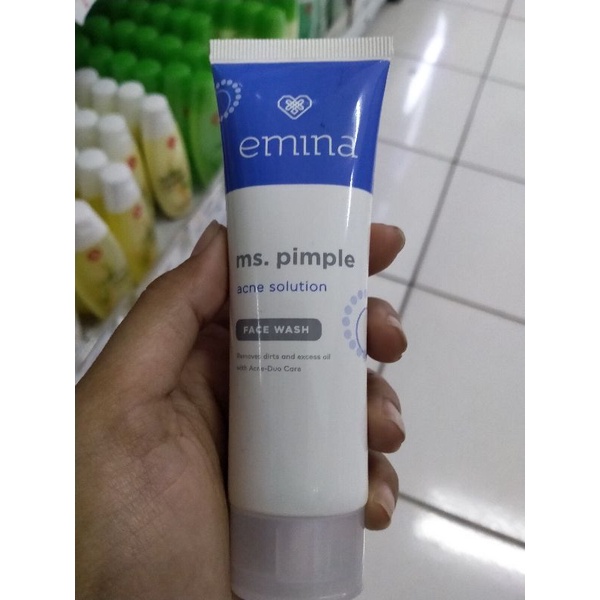 emina
ms. pimple
acne solution
FACE WASH
Removes dirts and excess oil
with Acne-Duo Care